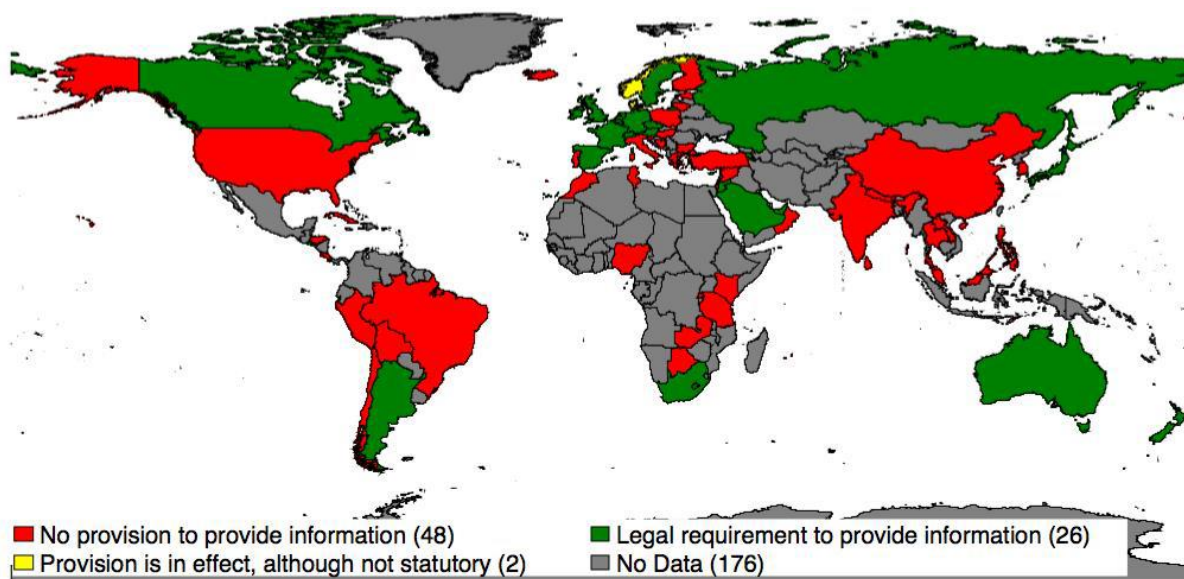 No provision to provide information (48)
Provision is in effect, although not statutory (2)
Legal requirement to provide information (26)
No Data (176)